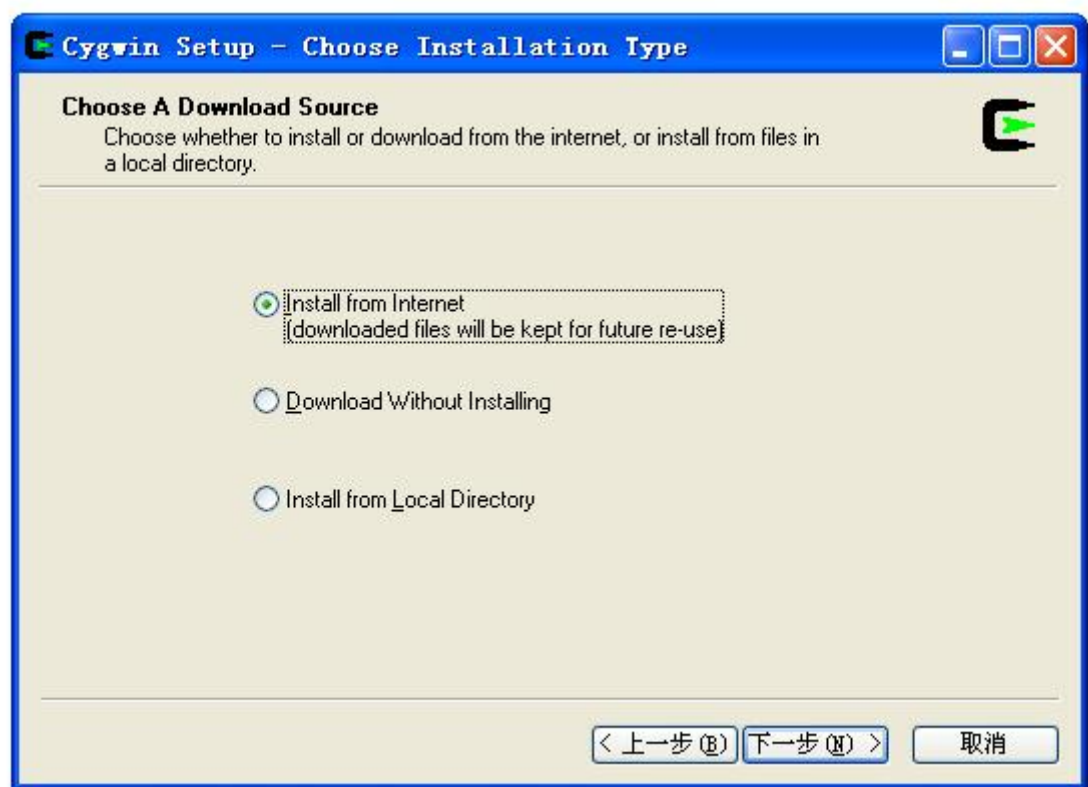 Cygwin Setup - Choose Installation Type
Choose A Download Source
Choose whether to install or download from the internet, or install from files in
a local directory.
Install from Internet
(downloaded files will be kept for future re-use)
Download Without Installing
Install from Local Directory
< 上一步(B) 下一步(N) > 取消